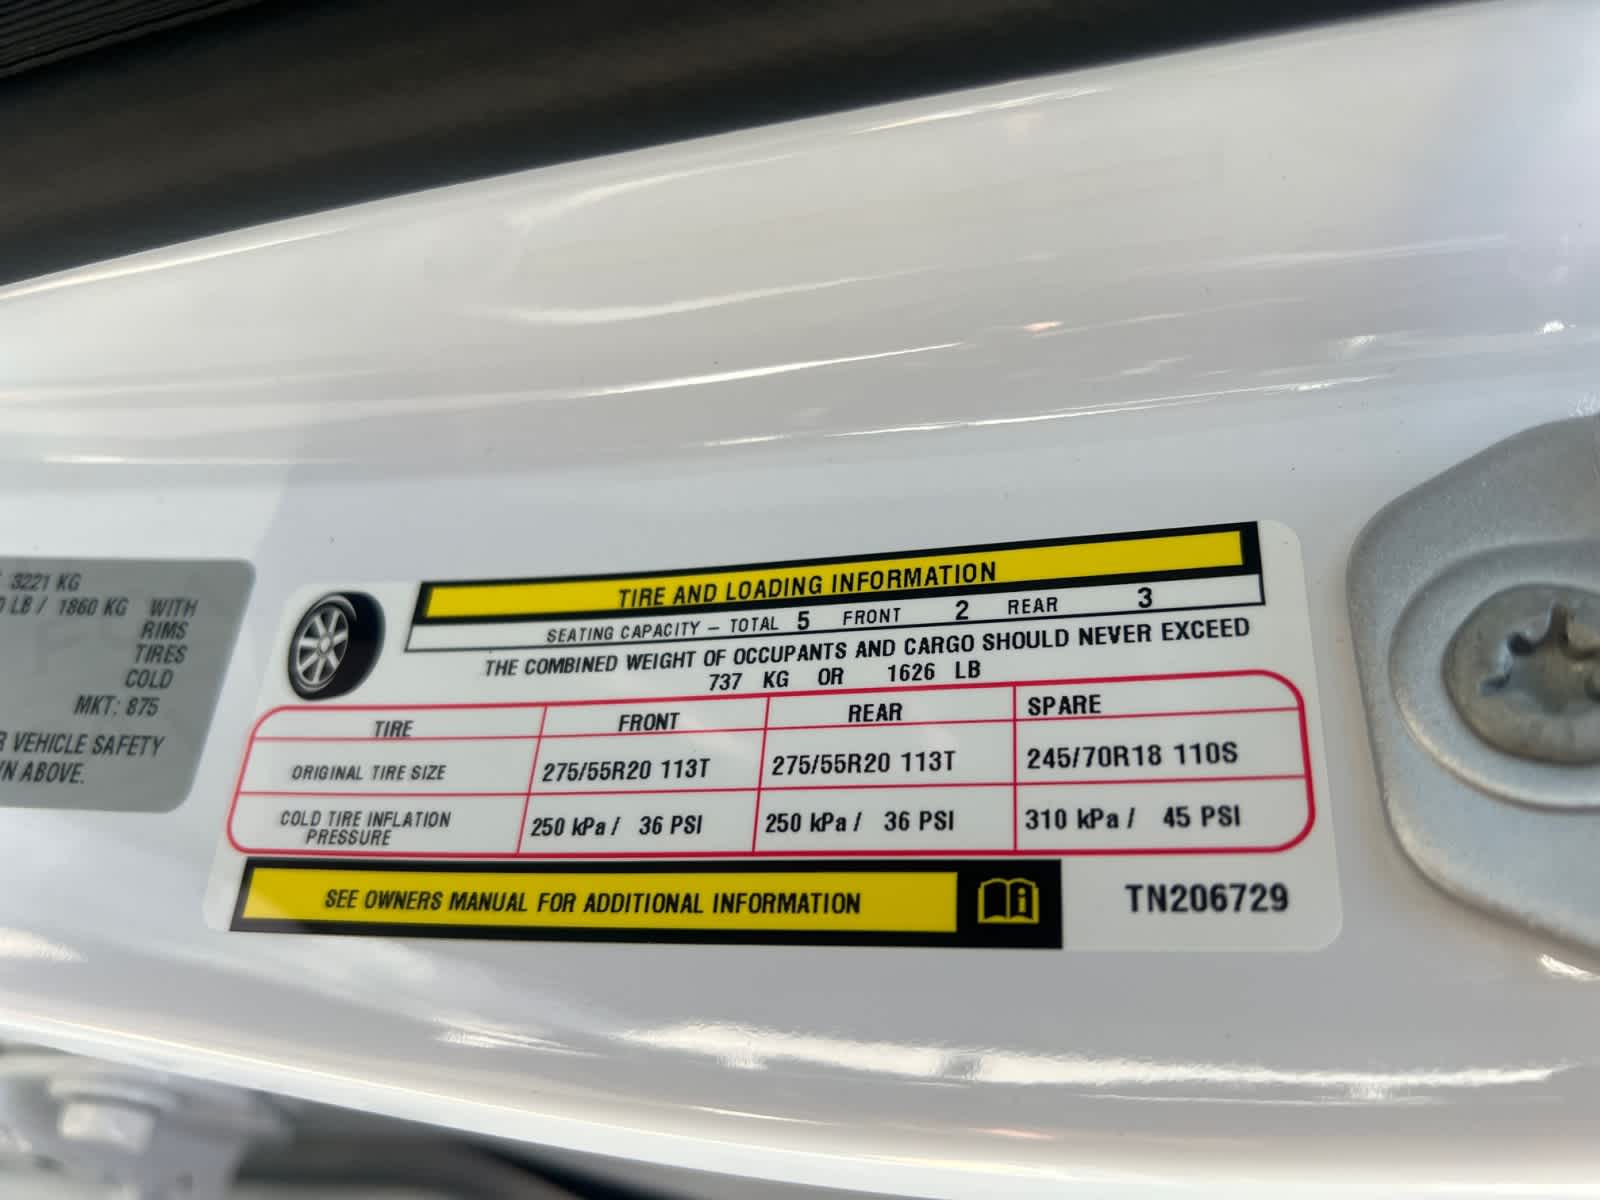 3221 KG
LB / 1860 KG WITH
RIMS
TIRES
COLD
MKT: 875
VEHICLE SAFETY
ABOVE.
TIRE AND LOADING INFORMATION
SEATING CAPACITY – TOTAL 5 FRONT 2 REAR 3
THE COMBINED WEIGHT OF OCCUPANTS AND CARGO SHOULD NEVER EXCEED
737 KG OR 1626 LB
TIRE FRONT REAR SPARE
ORIGINAL TIRE SIZE 275/55R20 113T 275/55R20 113T 245/70R18 110S
COLD TIRE INFLATION
PRESSURE 250 kPa / 36 PSI 250 kPa / 36 PSI 310 kPa / 45 PSI
SEE OWNERS MANUAL FOR ADDITIONAL INFORMATION
TN206729